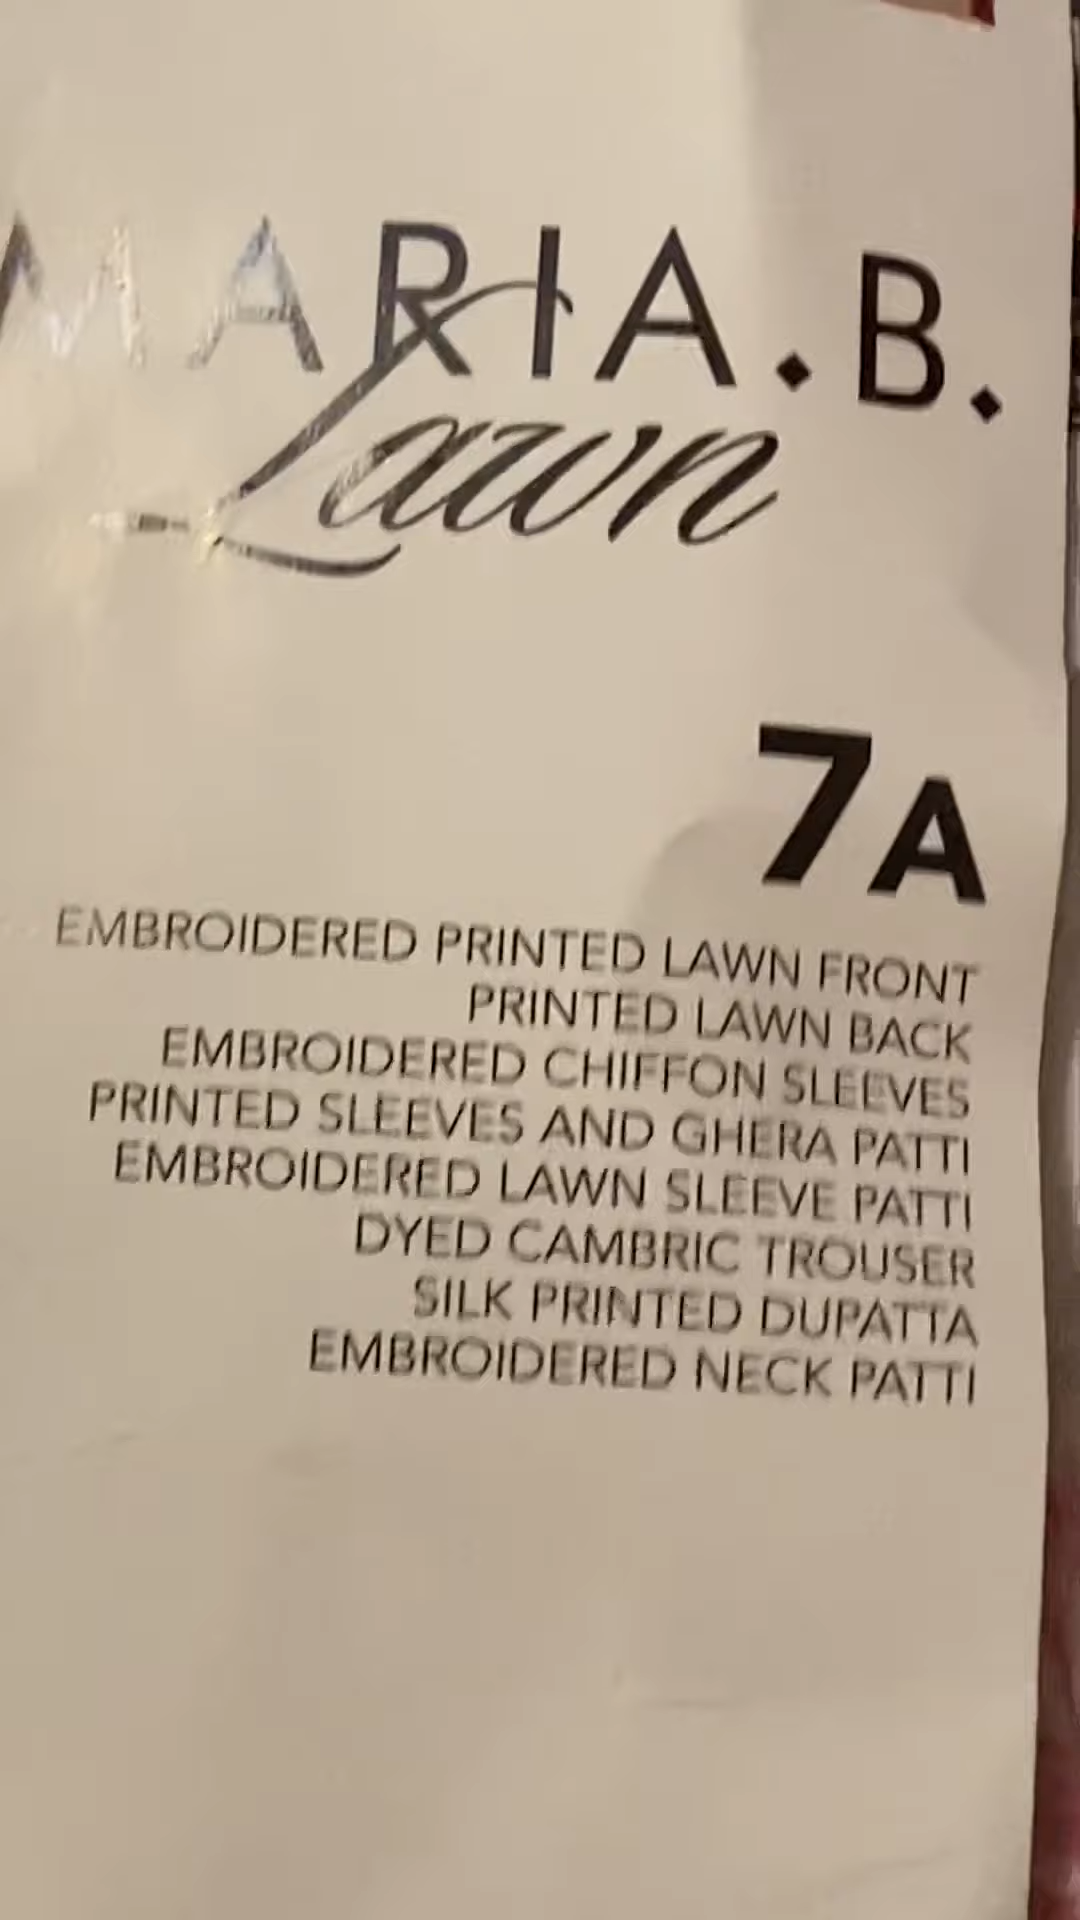 MARIA.B.
Lawn
7A
EMBROIDERED PRINTED LAWN FRONT
PRINTED LAWN BACK
EMBROIDERED CHIFFON SLEEVES
PRINTED SLEEVES AND GHERA PATTI
EMBROIDERED LAWN SLEEVE PATTI
DYED CAMBRIC TROUSER
SILK PRINTED DUPATTA
EMBROIDERED NECK PATTI